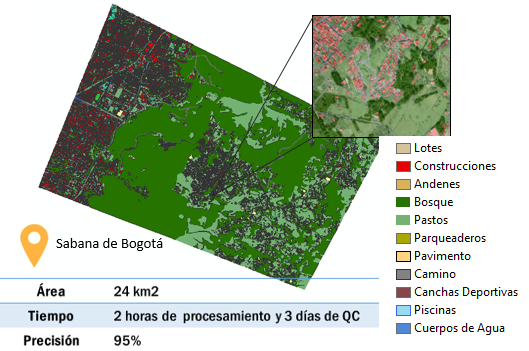 Lotes
Construcciones
Andenes
Bosque
Pastos
Parqueaderos
Pavimento
Camino
Canchas Deportivas
Piscinas
Cuerpos de Agua
Sabana de Bogotá
Área 24 km2
Tiempo 2 horas de procesamiento y 3 días de QC
Precisión 95%